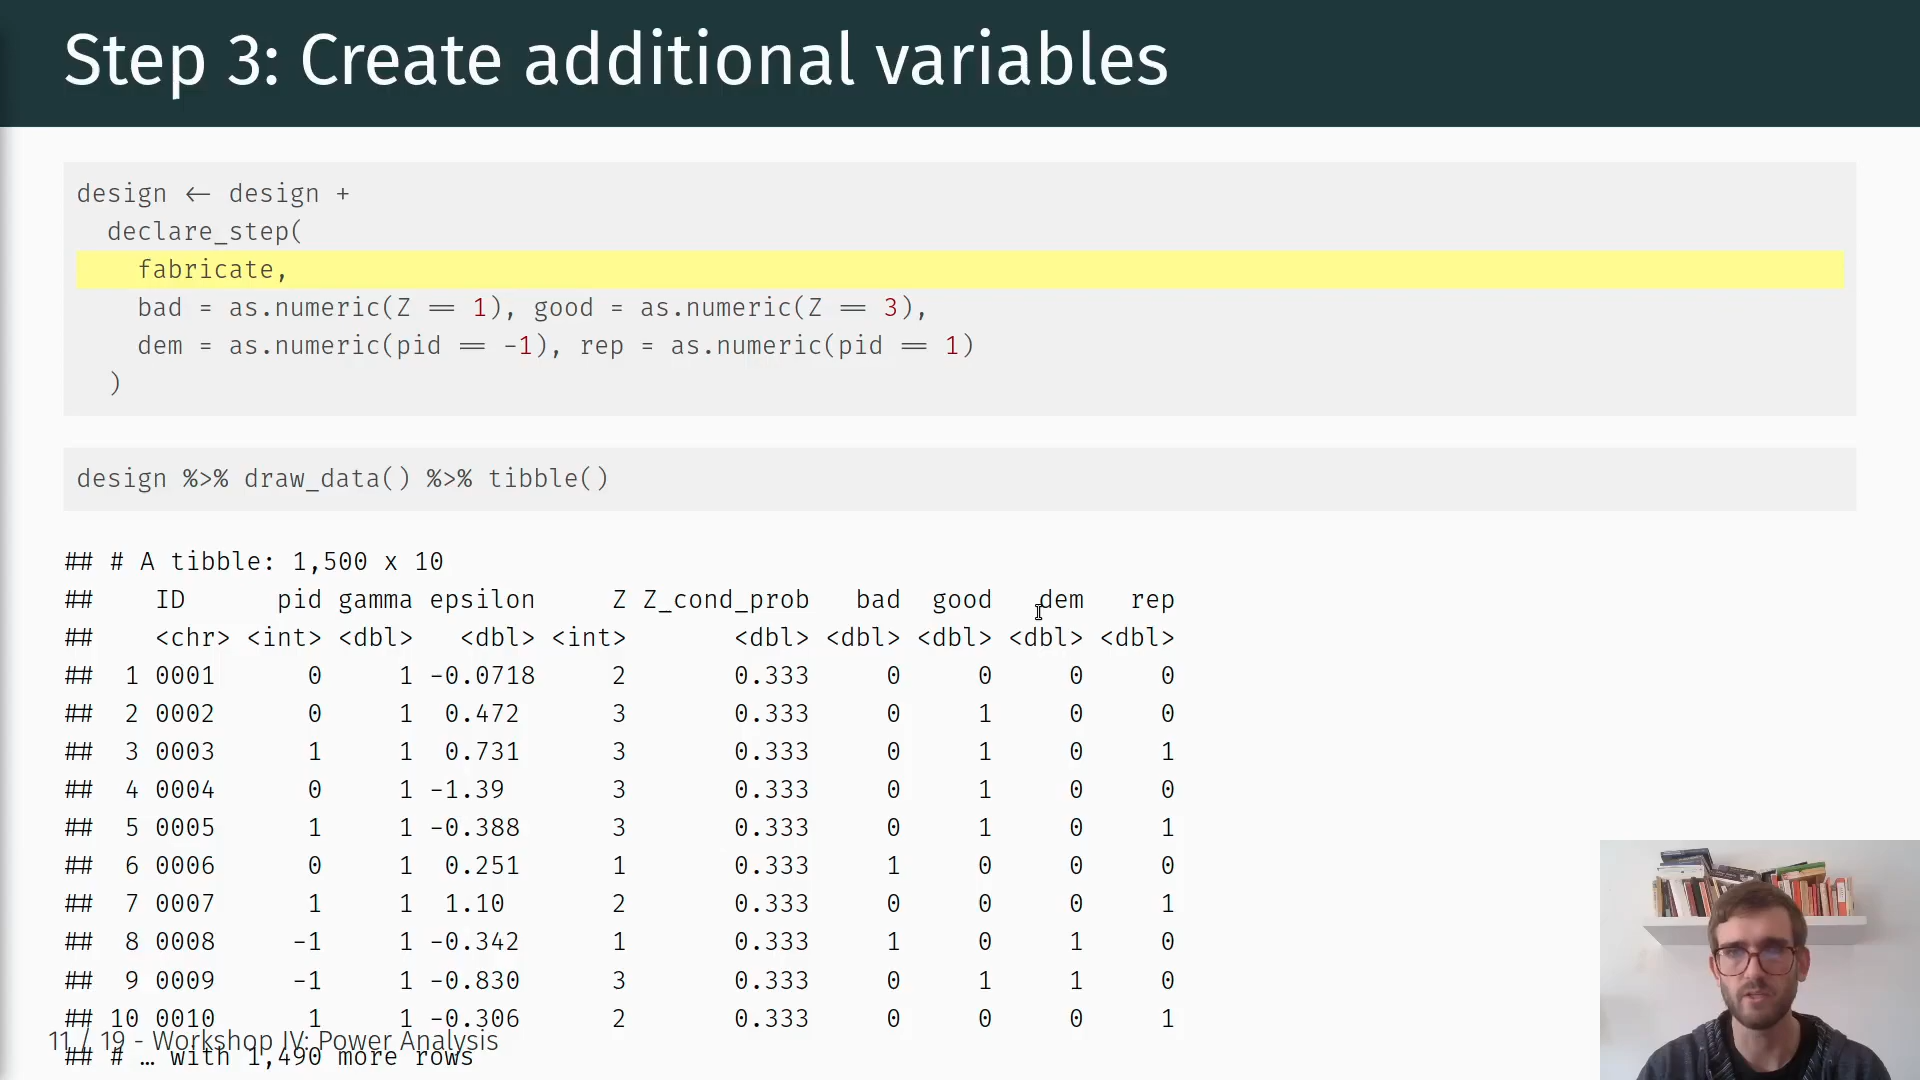 Step 3: Create additional variables
design ← design +
declare_step(
fabricate,
bad = as.numeric(Z == 1), good = as.numeric(Z == 3),
dem = as.numeric(pid == -1), rep = as.numeric(pid == 1)
)
design %>% draw_data() %>% tibble()
## # A tibble: 1,500 x 10
## ID pid gamma epsilon Z Z_cond_prob bad good dem rep
## <chr> <int> <dbl> <dbl> <int> <dbl> <dbl> <dbl> <dbl> <dbl>
## 1 0001 0 1 -0.0718 2 0.333 0 0 0 0
## 2 0002 0 1 0.472 3 0.333 0 1 0 0
## 3 0003 1 1 0.731 3 0.333 0 1 0 1
## 4 0004 0 1 -1.39 3 0.333 0 1 0 0
## 5 0005 1 1 -0.388 3 0.333 0 1 0 1
## 6 0006 0 1 0.251 1 0.333 1 0 0 0
## 7 0007 1 1 1.10 2 0.333 0 0 0 1
## 8 0008 -1 1 -0.342 1 0.333 1 0 1 0
## 9 0009 -1 1 -0.830 3 0.333 0 1 1 0
## 10 0010 1 1 -0.306 2 0.333 0 0 0 1
11 / 19 - Workshop IV: Power Analysis
## # … with 1,490 more rows